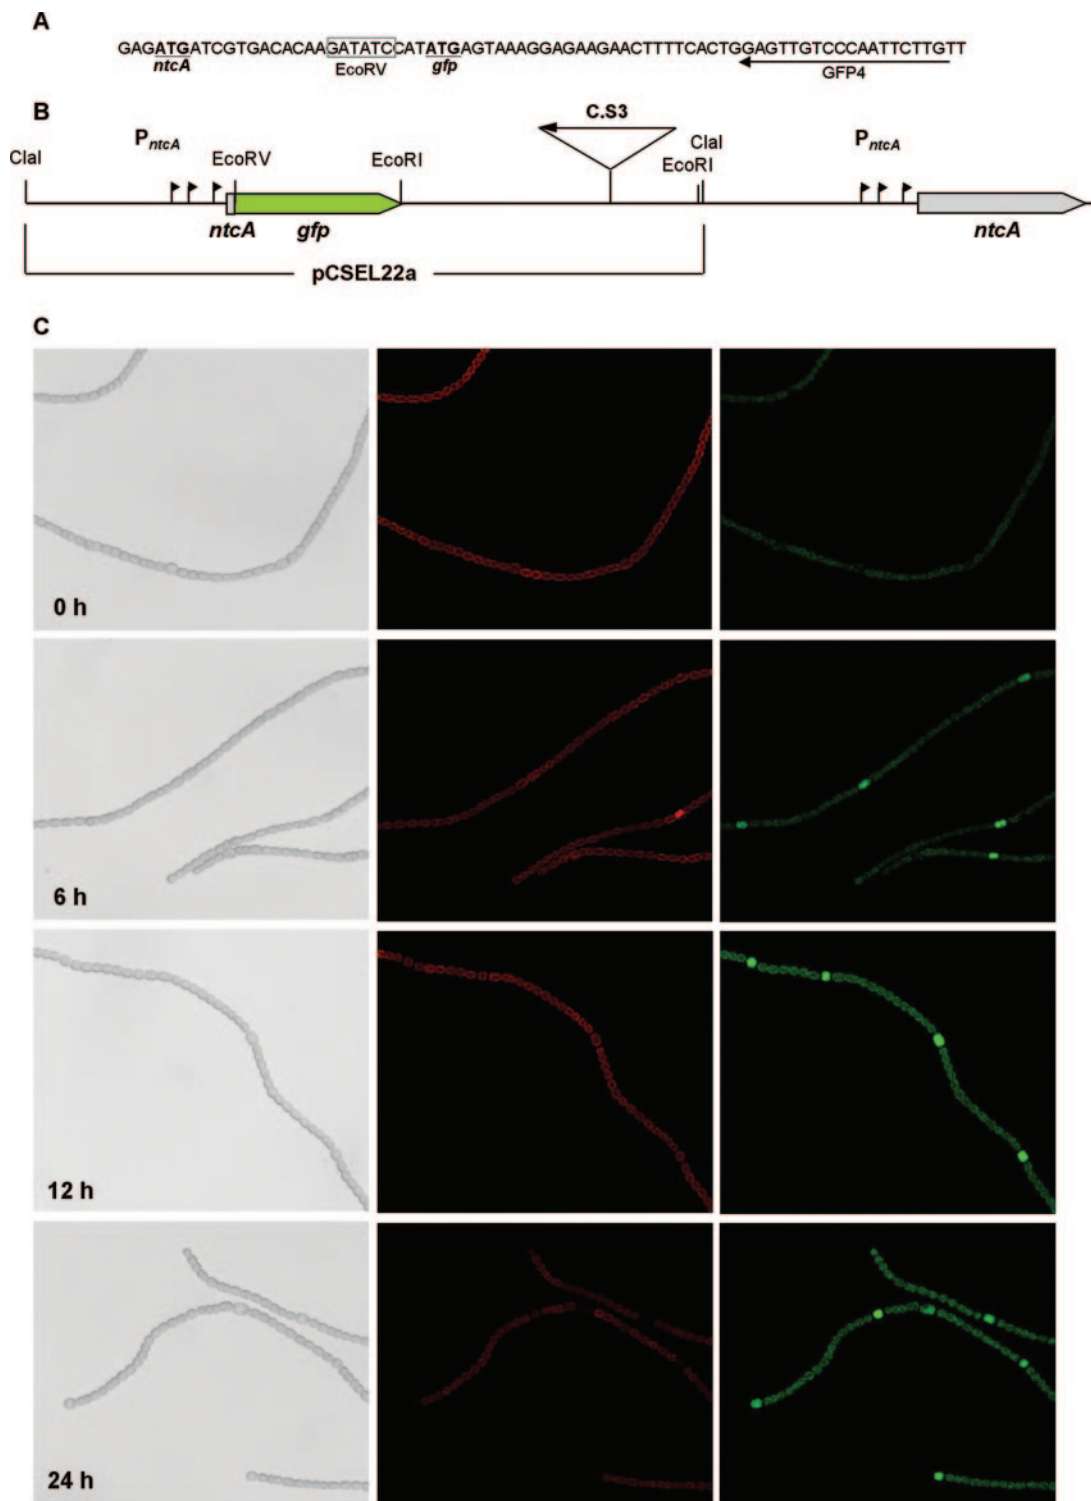 A
GAGATGATCGTGACACAAGATATCCATATGAGTAAAGGAGAAGAACTTTTCACTGGAGTTGTCCCAATTCTTGTT
ntcA EcoRV gfp GFP4
B
C.S3
PntcA ClaI PntcA
ClaI EcoRV EcoRI EcoRI
ntcA gfp ntcA
pCSEL22a
C
0 h
6 h
12 h
24 h